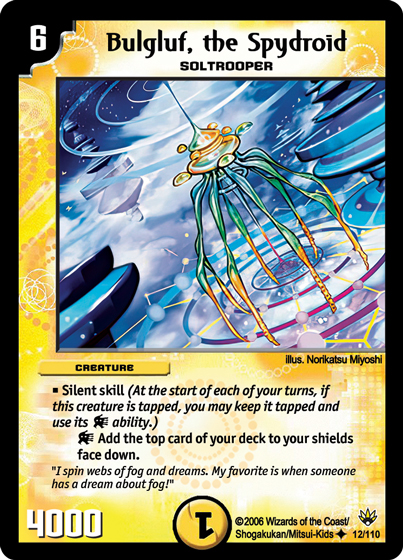 6
Bulgluf, the Spydroid
SOLTROOPER
illus. Norikatsu Miyoshi
CREATURE
▪ Silent skill (At the start of each of your turns, if
this creature is tapped, you may keep it tapped and
use its ability.)
Add the top card of your deck to your shields
face down.
"I spin webs of fog and dreams. My favorite is when someone
has a dream about fog!"
4000
1
©2006 Wizards of the Coast/
Shogakukan/Mitsui-Kids 12/110